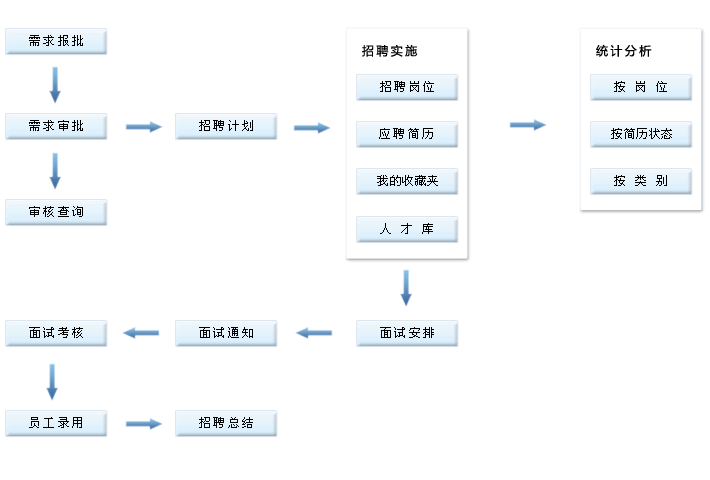 需求报批
招聘实施
统计分析
招聘岗位
按 岗 位
需求审批
招聘计划
应聘简历
按简历状态
我的收藏夹
按 类 别
审核查询
人 才 库
面试考核
面试通知
面试安排
员工录用
招聘总结